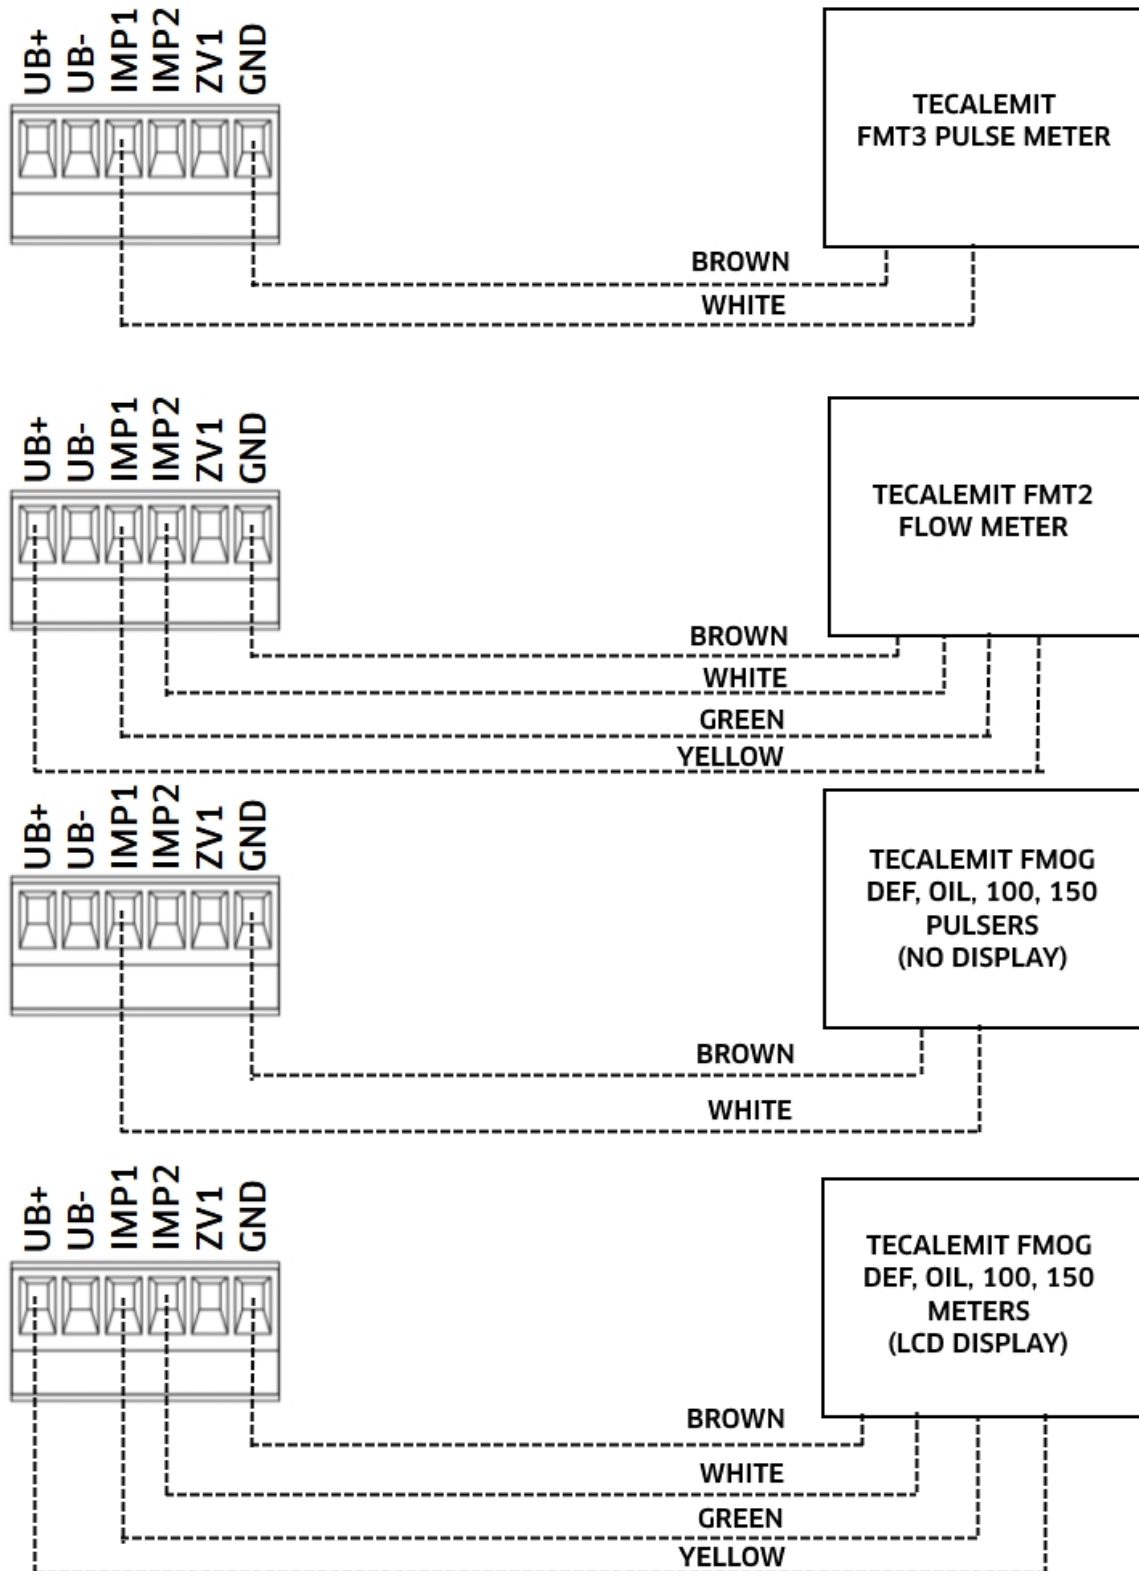 UB+
UB-
IMP1
IMP2
ZV1
GND
TECALEMIT
FMT3 PULSE METER
BROWN
WHITE
UB+
UB-
IMP1
IMP2
ZV1
GND
TECALEMIT FMT2
FLOW METER
BROWN
WHITE
GREEN
YELLOW
UB+
UB-
IMP1
IMP2
ZV1
GND
TECALEMIT FMOG
DEF, OIL, 100, 150
PULSERS
(NO DISPLAY)
BROWN
WHITE
UB+
UB-
IMP1
IMP2
ZV1
GND
TECALEMIT FMOG
DEF, OIL, 100, 150
METERS
(LCD DISPLAY)
BROWN
WHITE
GREEN
YELLOW